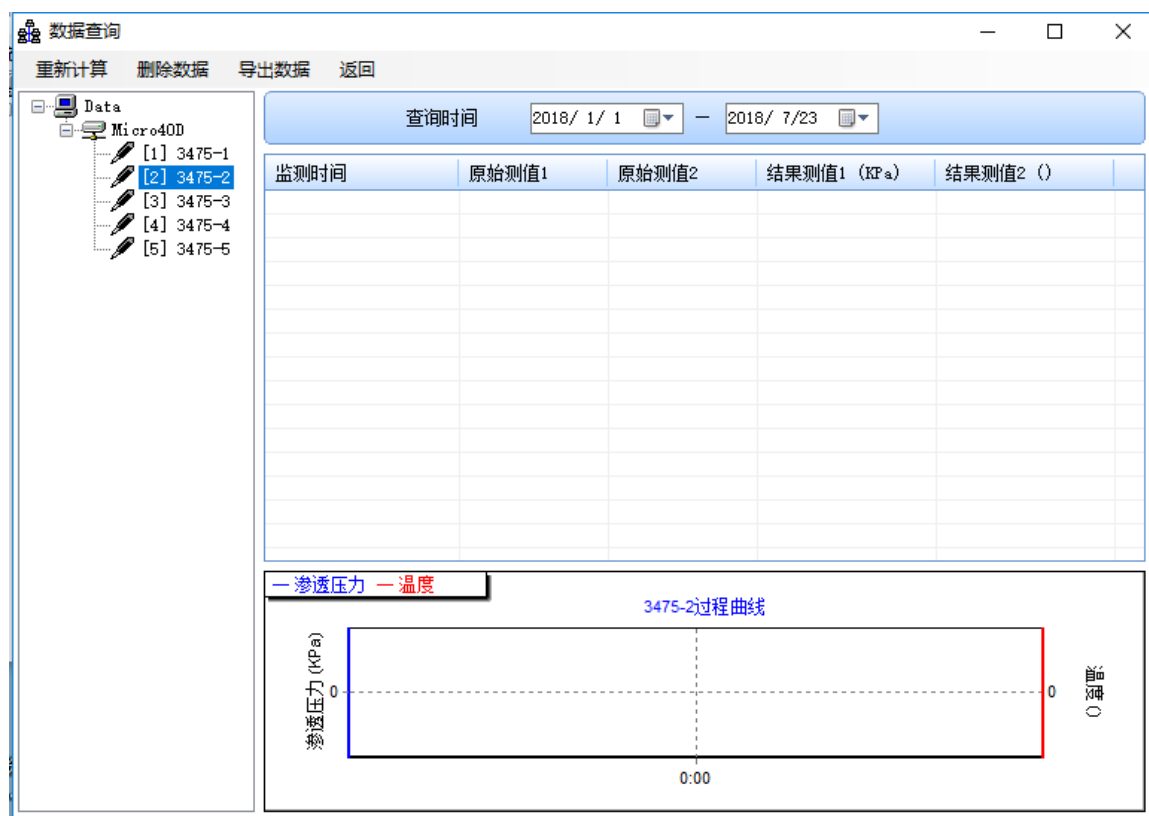 数据查询
重新计算 删除数据 导出数据 返回
Data
Micro40D
[1] 3475-1
[2] 3475-2
[3] 3475-3
[4] 3475-4
[5] 3475-5
查询时间 2018/ 1/ 1 — 2018/ 7/23
监测时间 原始测值1 原始测值2 结果测值1 (KPa) 结果测值2 ()
渗透压力 温度
3475-2过程曲线
渗透压力(KPa)
0
0
温度()
0:00